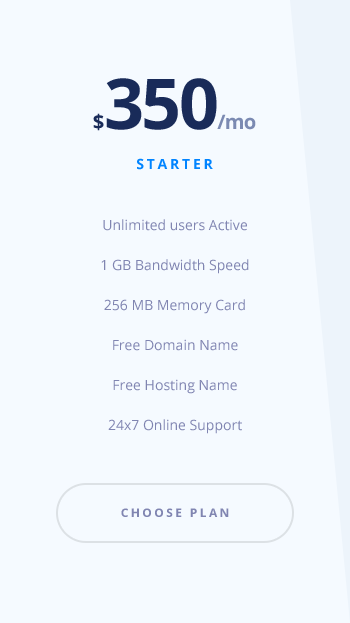 $350/mo
STARTER
Unlimited users Active
1 GB Bandwidth Speed
256 MB Memory Card
Free Domain Name
Free Hosting Name
24x7 Online Support
CHOOSE PLAN